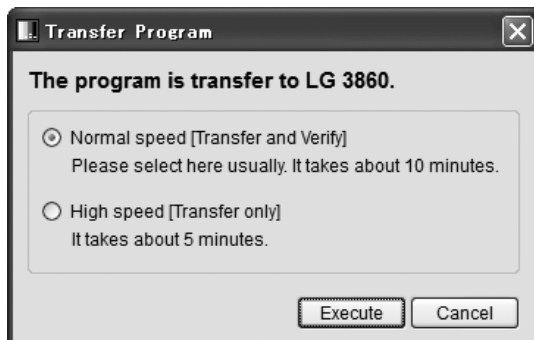 Transfer Program
The program is transfer to LG 3860.
Normal speed [Transfer and Verify]
Please select here usually. It takes about 10 minutes.
High speed [Transfer only]
It takes about 5 minutes.
Execute Cancel